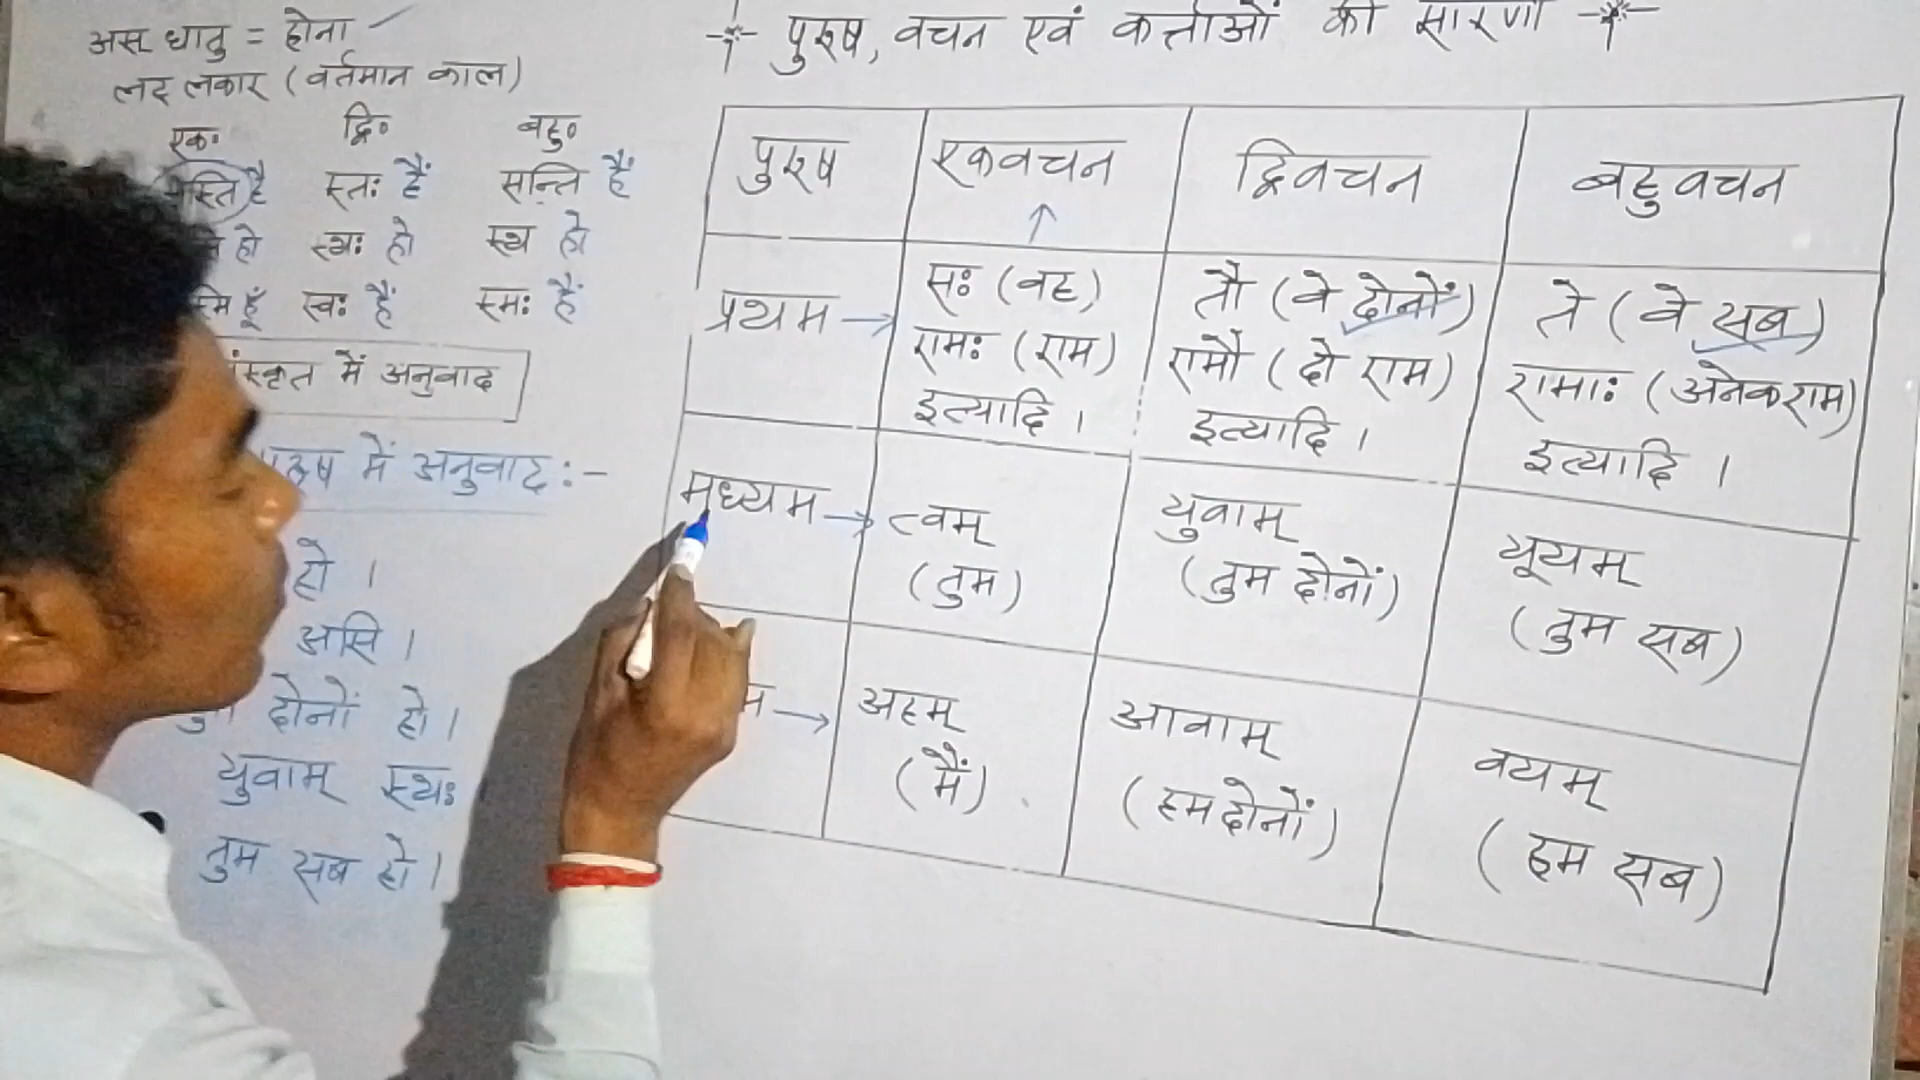 अस् धातु = होना
लट् लकार (वर्तमान काल)
एक० द्वि० बहु०
है स्तः हैं सन्ति हैं
हो स्थः हो स्थ हो
हूँ स्वः हैं स्मः हैं
में अनुवाद
में अनुवाद :-
हो ।
असि ।
दोनों हो ।
युवाम् स्थः
तुम सब हो ।
पुरुष, वचन एवं कर्त्ताओं की सारणी
पुरुष एकवचन द्विवचन बहुवचन
प्रथम → सः (वह) तौ (वे दोनों) ते (वे सब)
रामः (राम) रामौ (दो राम) रामाः (अनेक राम)
इत्यादि । इत्यादि । इत्यादि ।
मध्यम → त्वम् युवाम् यूयम्
(तुम) (तुम दोनों) (तुम सब)
→ अहम् आवाम् वयम्
(मैं) (हम दोनों) (हम सब)